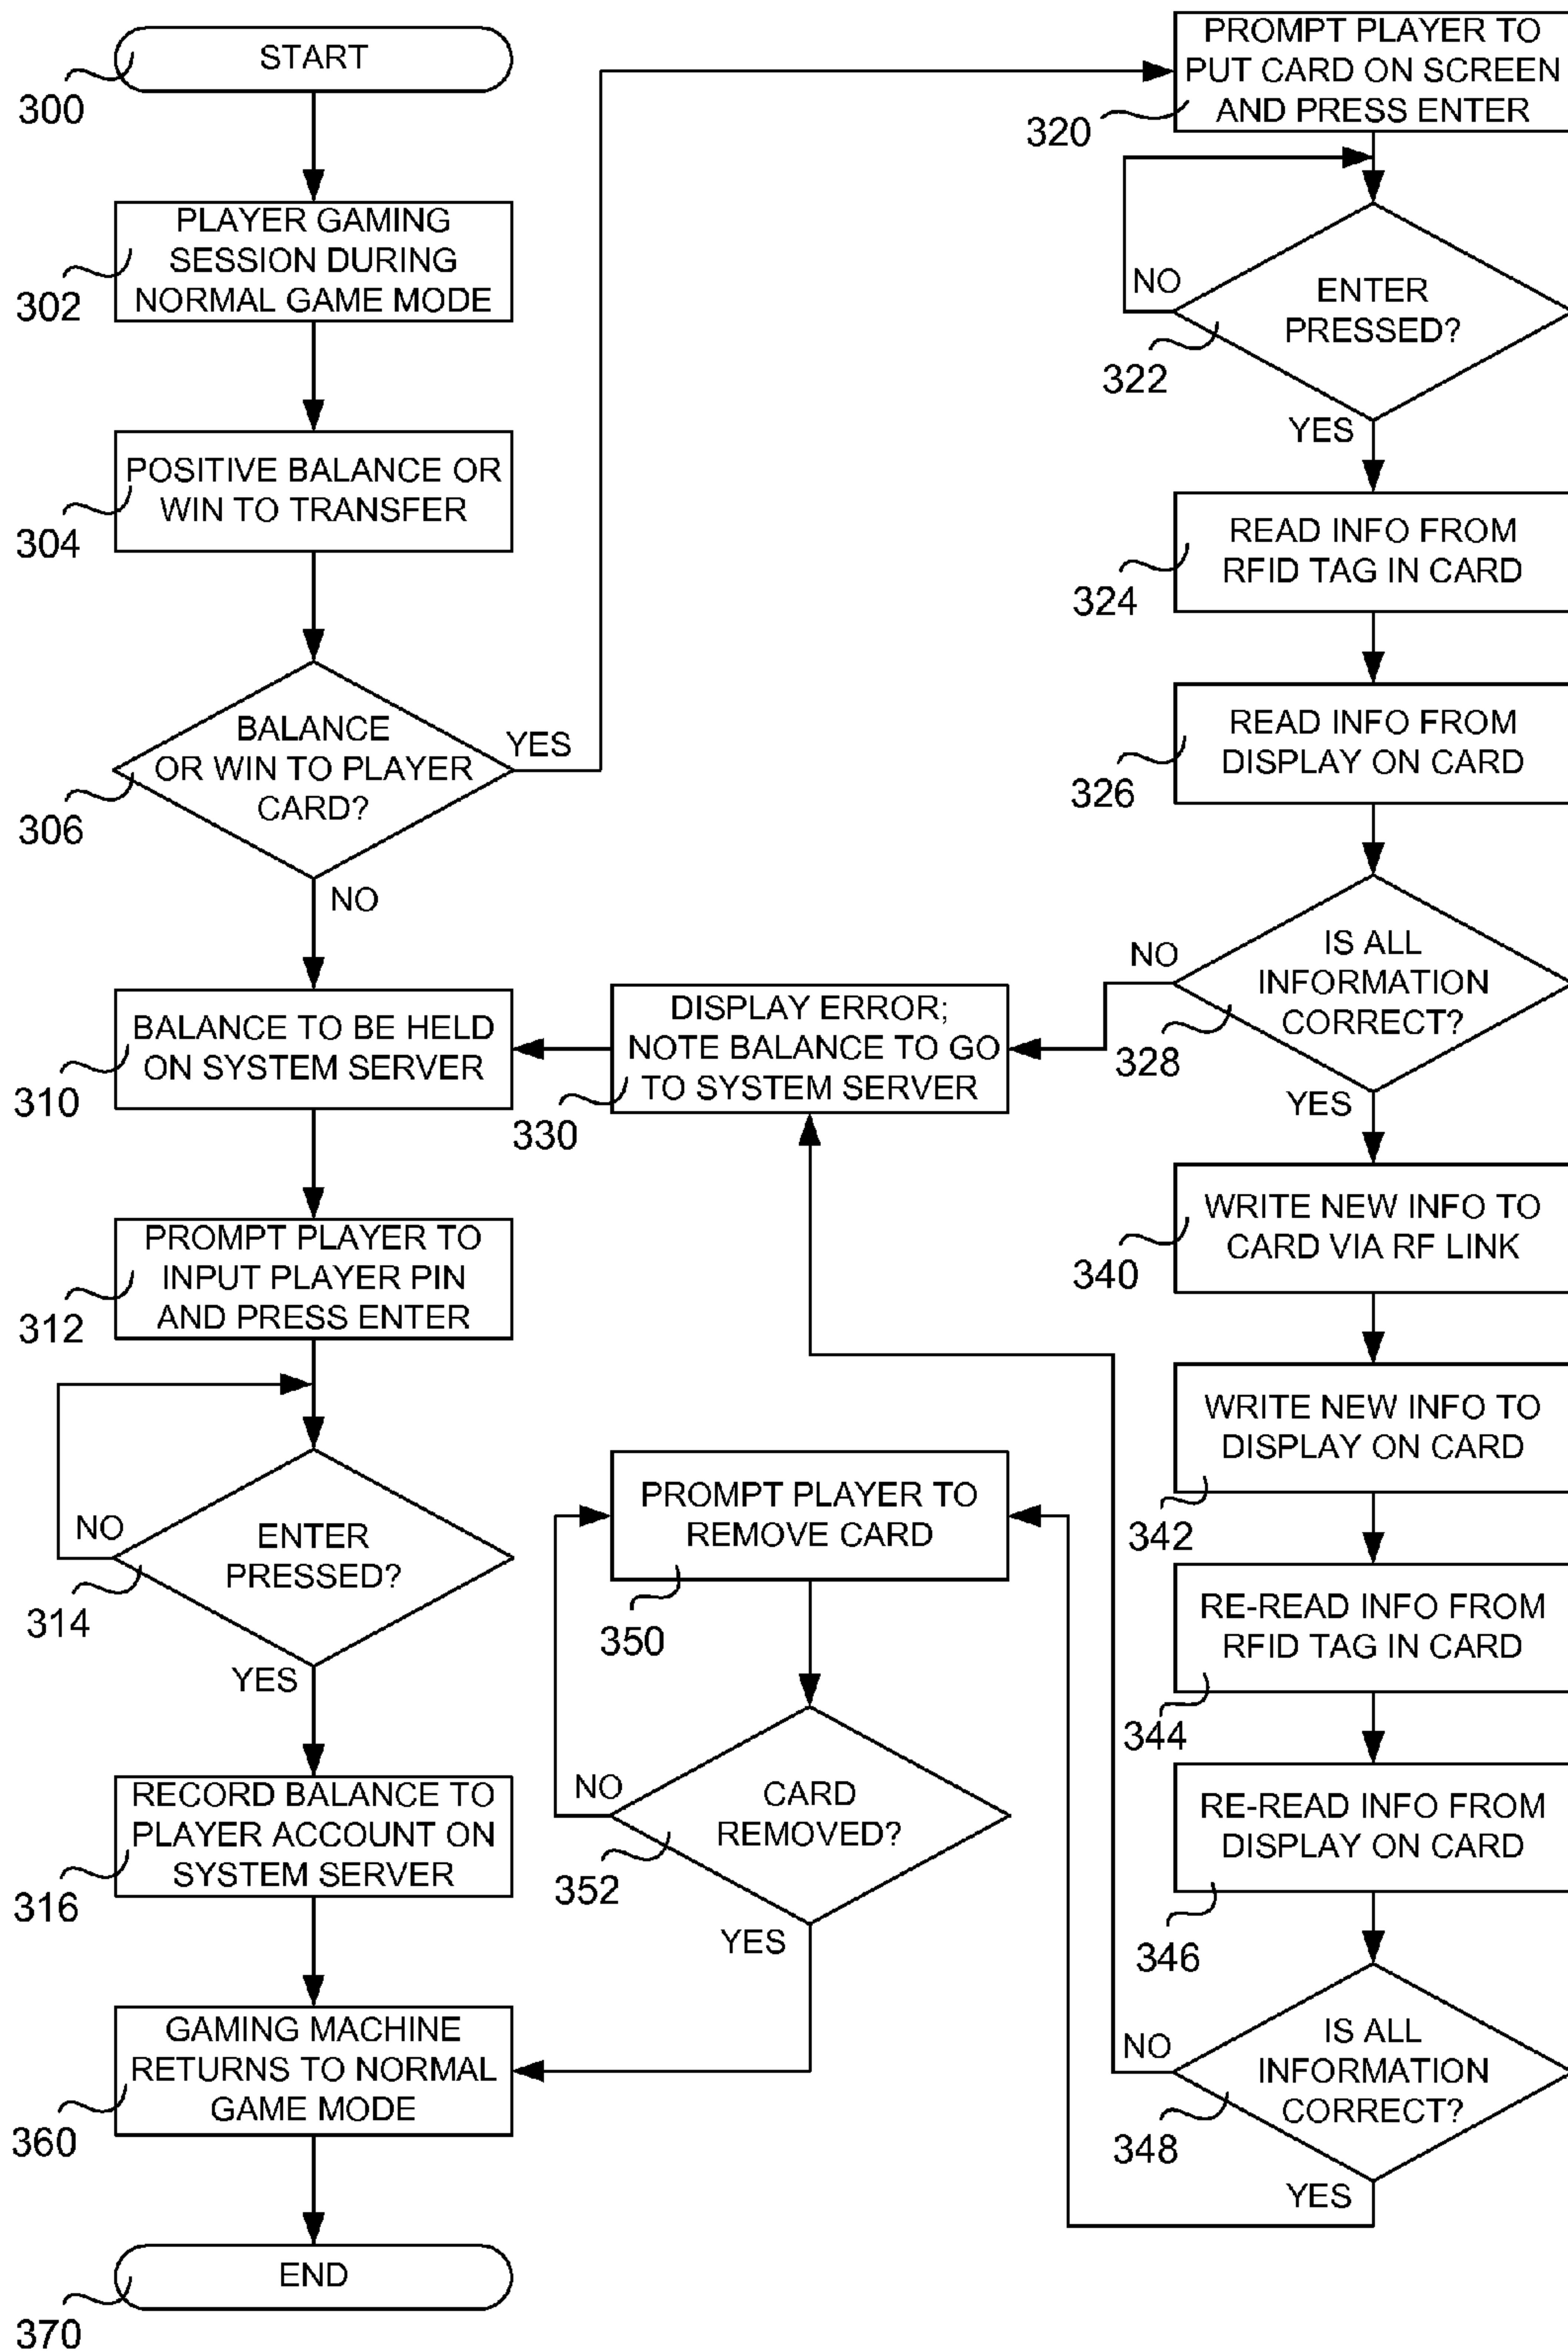 START
300
PLAYER GAMING
SESSION DURING
NORMAL GAME MODE
302
POSITIVE BALANCE OR
WIN TO TRANSFER
304
BALANCE
OR WIN TO PLAYER
CARD?
306
YES
NO
BALANCE TO BE HELD
ON SYSTEM SERVER
310
PROMPT PLAYER TO
INPUT PLAYER PIN
AND PRESS ENTER
312
ENTER
PRESSED?
NO
314
YES
RECORD BALANCE TO
PLAYER ACCOUNT ON
SYSTEM SERVER
316
GAMING MACHINE
RETURNS TO NORMAL
GAME MODE
360
END
370
DISPLAY ERROR;
NOTE BALANCE TO GO
TO SYSTEM SERVER
330
PROMPT PLAYER TO
REMOVE CARD
350
CARD
REMOVED?
NO
352
YES
PROMPT PLAYER TO
PUT CARD ON SCREEN
AND PRESS ENTER
320
ENTER
PRESSED?
NO
322
YES
READ INFO FROM
RFID TAG IN CARD
324
READ INFO FROM
DISPLAY ON CARD
326
IS ALL
INFORMATION
CORRECT?
NO
328
YES
WRITE NEW INFO TO
CARD VIA RF LINK
340
WRITE NEW INFO TO
DISPLAY ON CARD
342
RE-READ INFO FROM
RFID TAG IN CARD
344
RE-READ INFO FROM
DISPLAY ON CARD
346
IS ALL
INFORMATION
CORRECT?
NO
348
YES